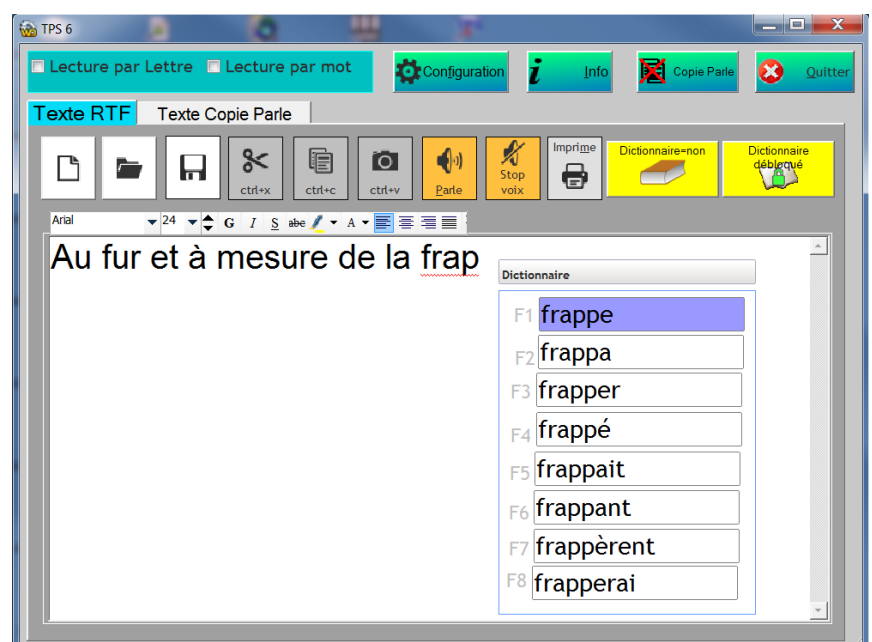 TPS 6
Lecture par Lettre Lecture par mot
Configuration
Info
Copie Parle
Quitter
Texte RTF Texte Copie Parle
ctrl+x
ctrl+c
ctrl+v
Parle
Stop
voix
Imprime
Dictionnaire=non
Dictionnaire
débloqué
Arial 24 G I S abc A
Au fur et à mesure de la frap
Dictionnaire
F1 frappe
F2 frappa
F3 frapper
F4 frappé
F5 frappait
F6 frappant
F7 frappèrent
F8 frapperai